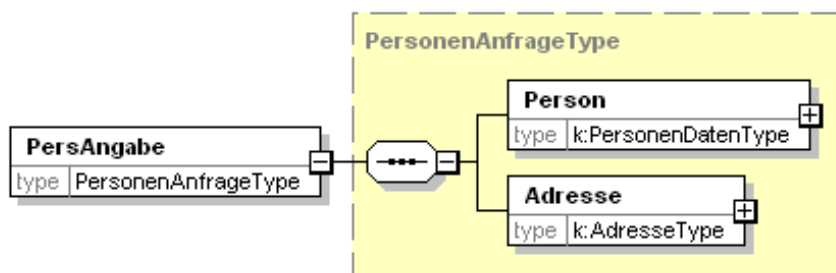 PersonenAnfrageType
Person
type k:PersonenDatenType
PersAngabe
type PersonenAnfrageType
Adresse
type k:AdresseType